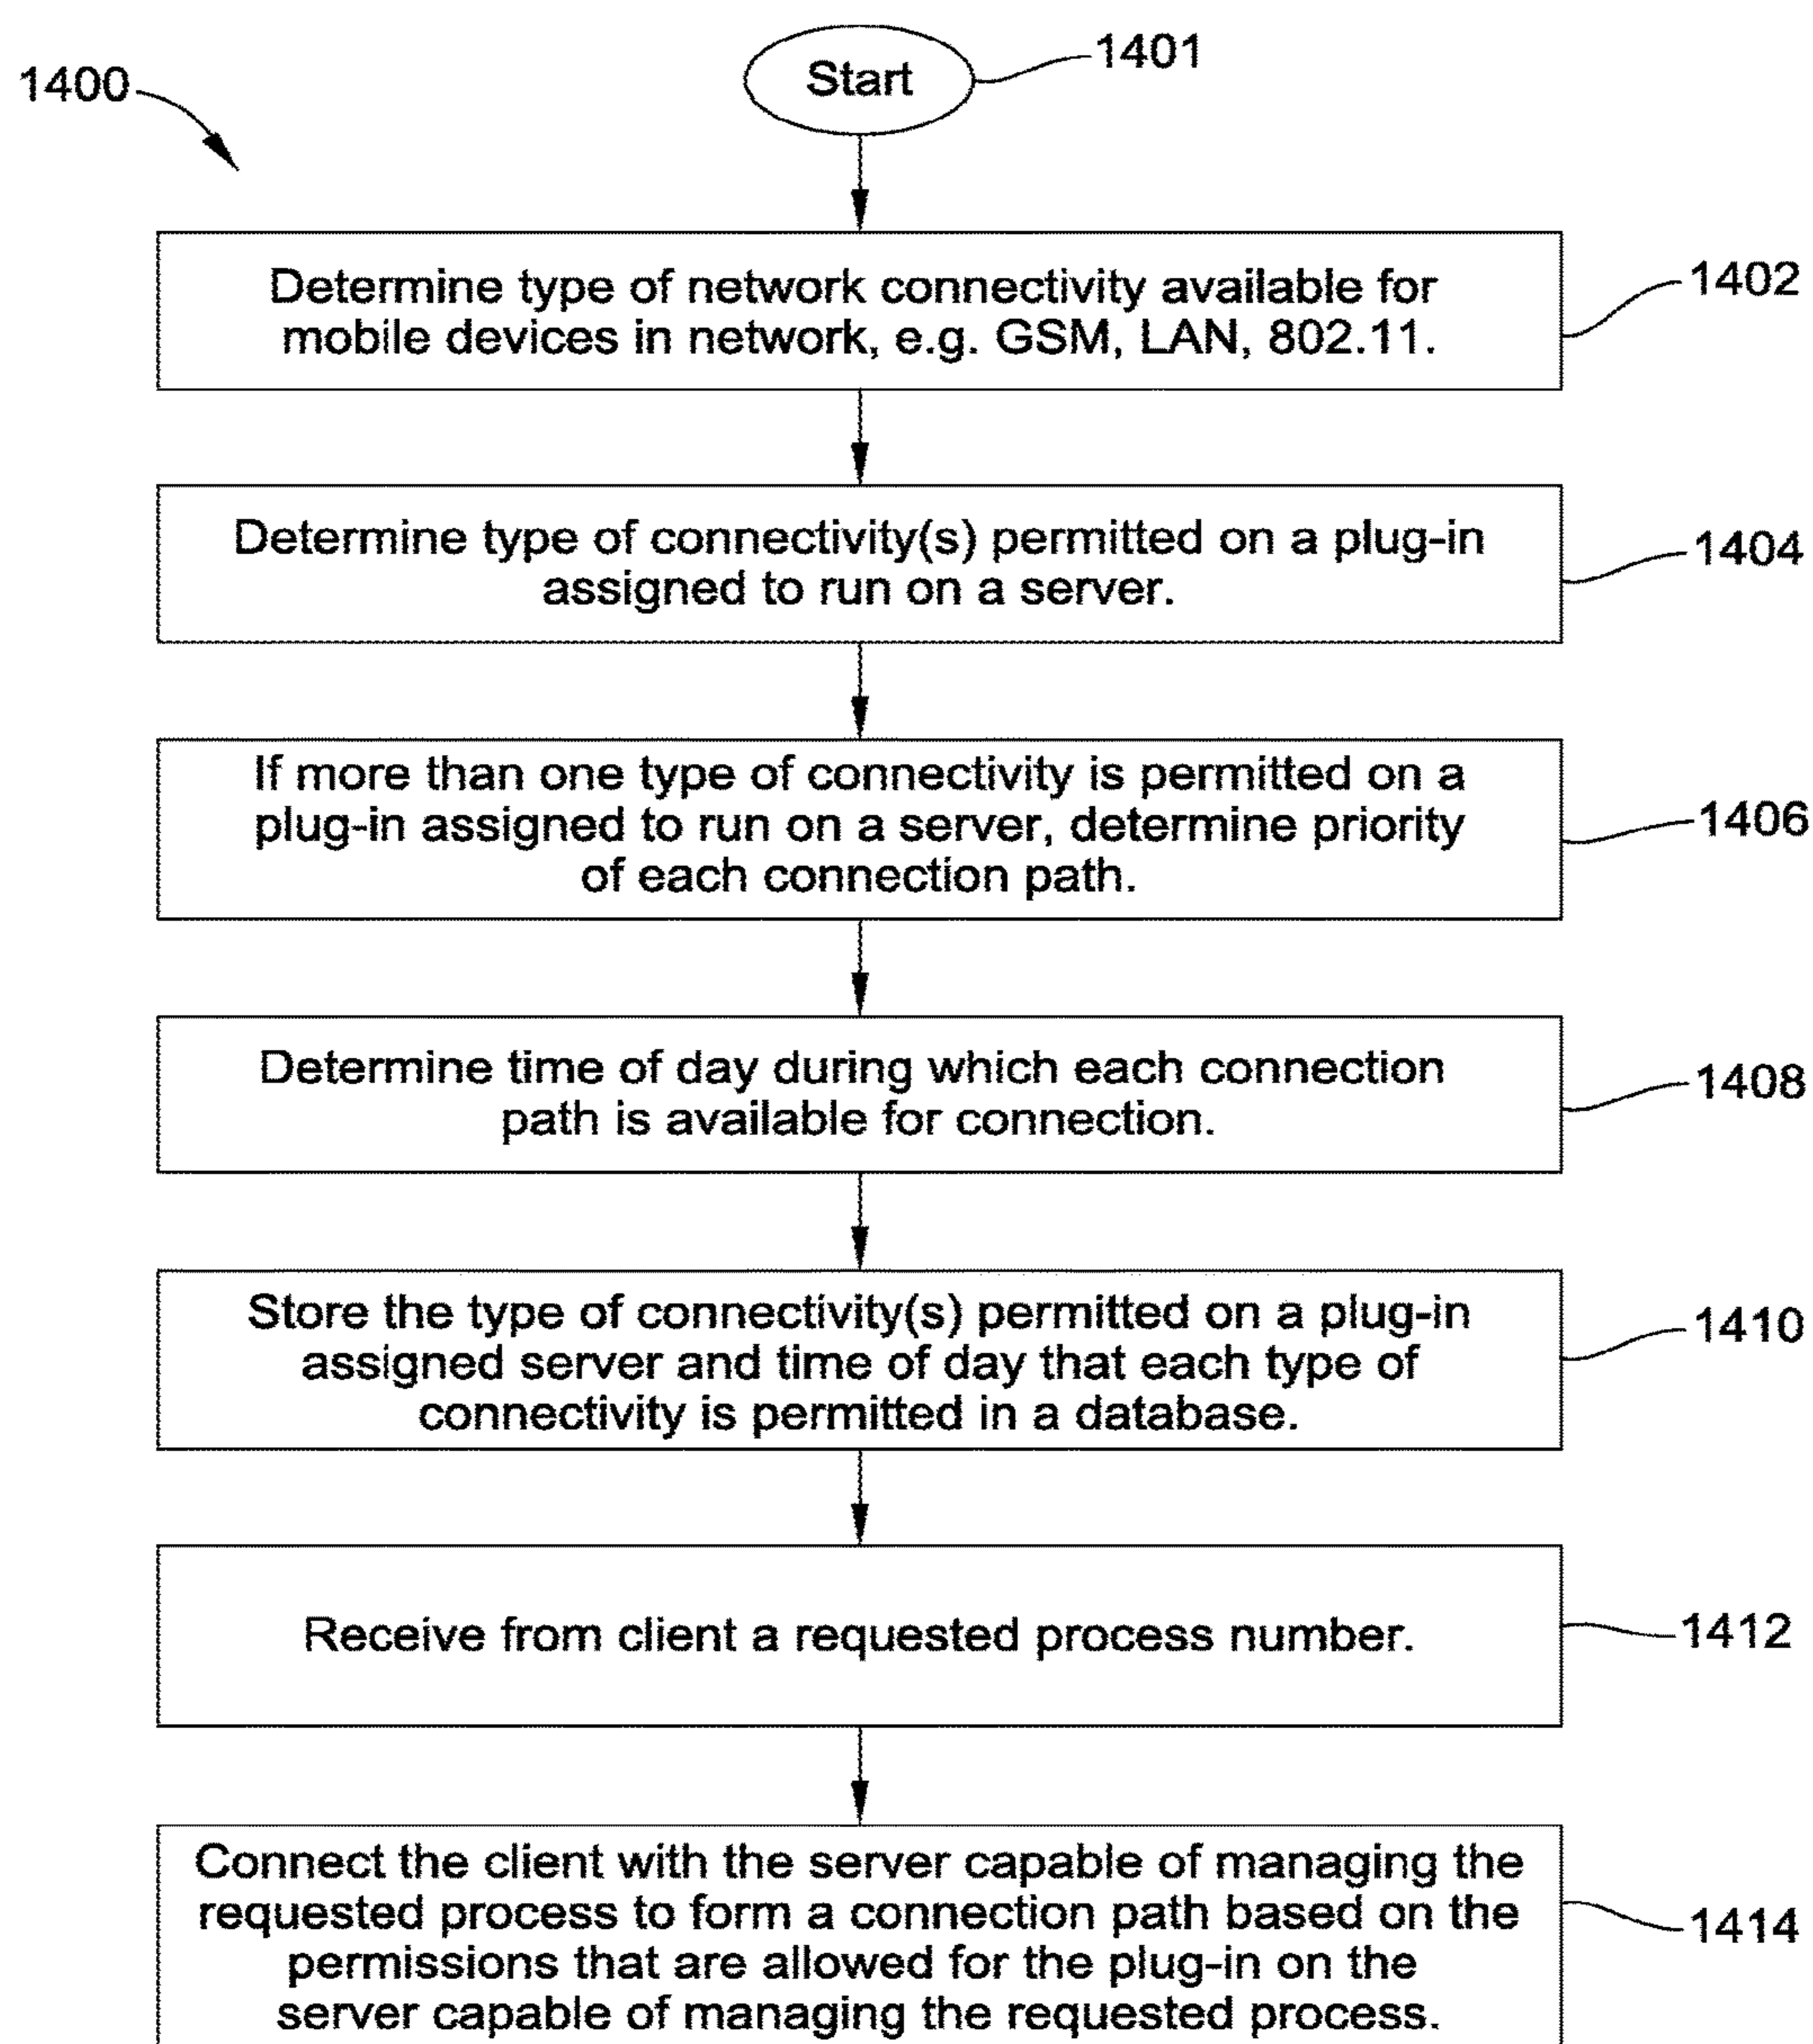 1400
Start
1401
Determine type of network connectivity available for
mobile devices in network, e.g. GSM, LAN, 802.11.
1402
Determine type of connectivity(s) permitted on a plug-in
assigned to run on a server.
1404
If more than one type of connectivity is permitted on a
plug-in assigned to run on a server, determine priority
of each connection path.
1406
Determine time of day during which each connection
path is available for connection.
1408
Store the type of connectivity(s) permitted on a plug-in
assigned server and time of day that each type of
connectivity is permitted in a database.
1410
Receive from client a requested process number.
1412
Connect the client with the server capable of managing the
requested process to form a connection path based on the
permissions that are allowed for the plug-in on the
server capable of managing the requested process.
1414